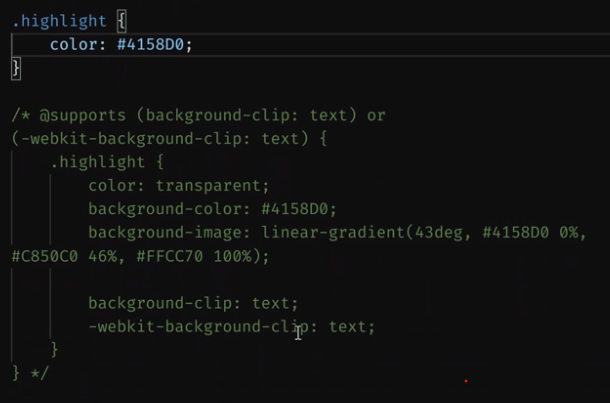 .highlight {
    color: #4158D0;
}
/* @supports (background-clip: text) or
(-webkit-background-clip: text) {
    .highlight {
        color: transparent;
        background-color: #4158D0;
        background-image: linear-gradient(43deg, #4158D0 0%,
#C850C0 46%, #FFCC70 100%);
        background-clip: text;
        -webkit-background-clip: text;
    }
} */